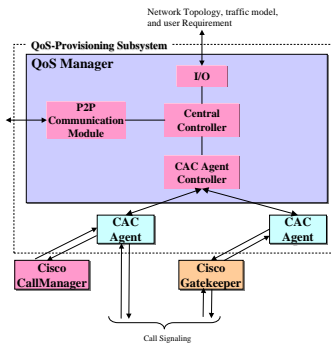 Network Topology, traffic model,
and user Requirement
QoS-Provisioning Subsystem
QoS Manager
I/O
P2P
Communication
Module
Central
Controller
CAC Agent
Controller
CAC
Agent
CAC
Agent
Cisco
CallManager
Cisco
Gatekeeper
Call Signaling